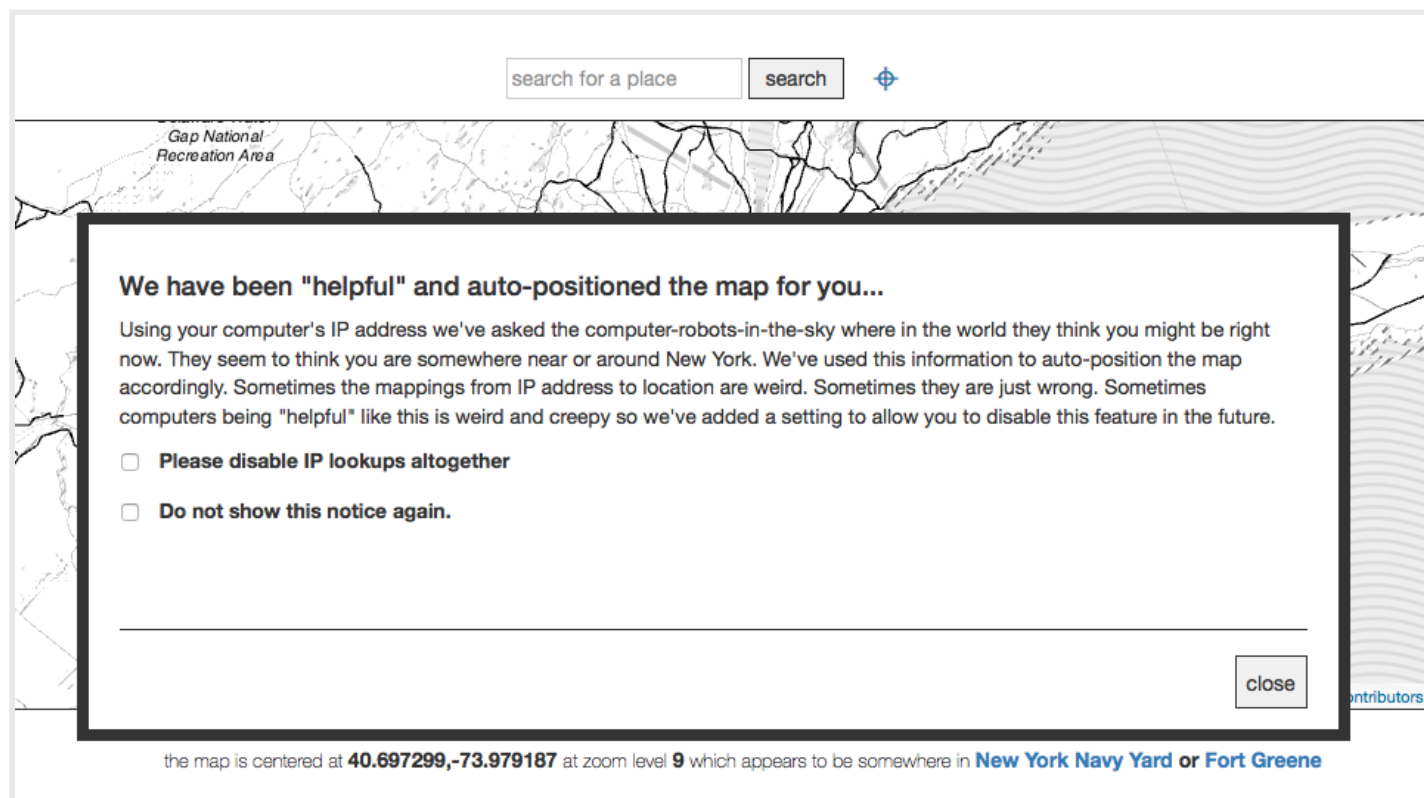 search for a place search
Gap National
Recreation Area
We have been "helpful" and auto-positioned the map for you...
Using your computer's IP address we've asked the computer-robots-in-the-sky where in the world they think you might be right
now. They seem to think you are somewhere near or around New York. We've used this information to auto-position the map
accordingly. Sometimes the mappings from IP address to location are weird. Sometimes they are just wrong. Sometimes
computers being "helpful" like this is weird and creepy so we've added a setting to allow you to disable this feature in the future.
Please disable IP lookups altogether
Do not show this notice again.
close
ntributors
the map is centered at 40.697299,-73.979187 at zoom level 9 which appears to be somewhere in New York Navy Yard or Fort Greene